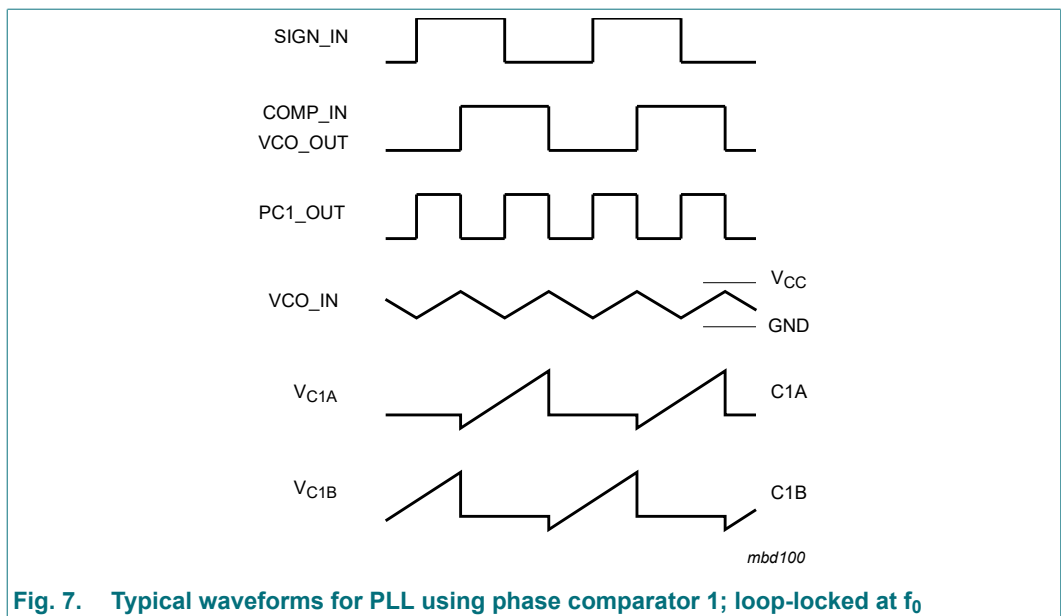 SIGN_IN
COMP_IN
VCO_OUT
PC1_OUT
VCO_IN
VCC
GND
VC1A
C1A
VC1B
C1B
mbd100
Fig. 7. Typical waveforms for PLL using phase comparator 1; loop-locked at f0